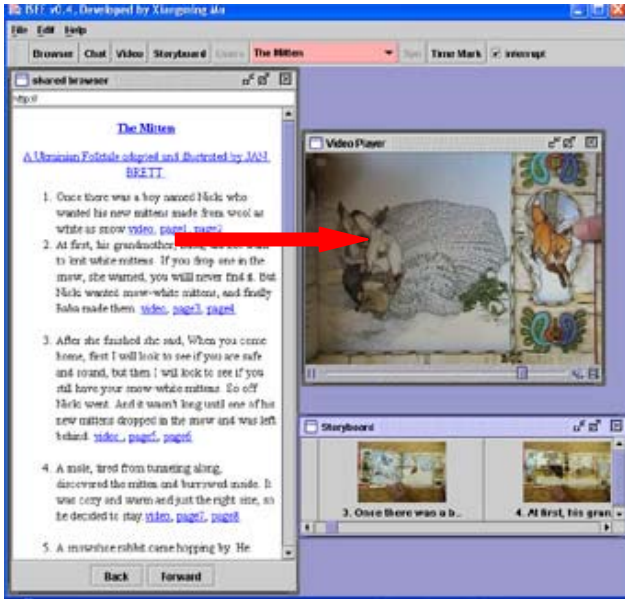 ISEE v0.4, Developed by Xiangming Mu
File Edit Help
Browser Chat Video Storyboard The Mitten Time Mark interrupt
shared browser
http://
The Mitten
A Ukrainian Folktale adapted and illustrated by JAN
BRETT
1. Once there was a boy named Nicki who
wanted his new mittens made from wool as
white as snow video, page1, page2
2. At first, his grandmother,
to knit white mittens. If you drop one in the
snow, she warned, you will never find it. But
Nicki wanted snow-white mittens, and finally
Baba made them. video, page3, page4
3. After she finished she said, When you come
home, first I will look to see if you are safe
and sound, but then I will look to see if you
still have your snow-white mittens. So off
Nicki went. And it wasn't long until one of his
new mittens dropped in the snow and was left
behind. video, page5, page6
4. A mole, tired from tunneling along,
discovered the mitten and burrowed inside. It
was cozy and warm and just the right size, so
he decided to stay. video, page7, page8
5. A snowshoe rabbit came hopping by. He
Back Forward
Video Player
Storyboard
3. Once there was a b...
4. At first, his gran